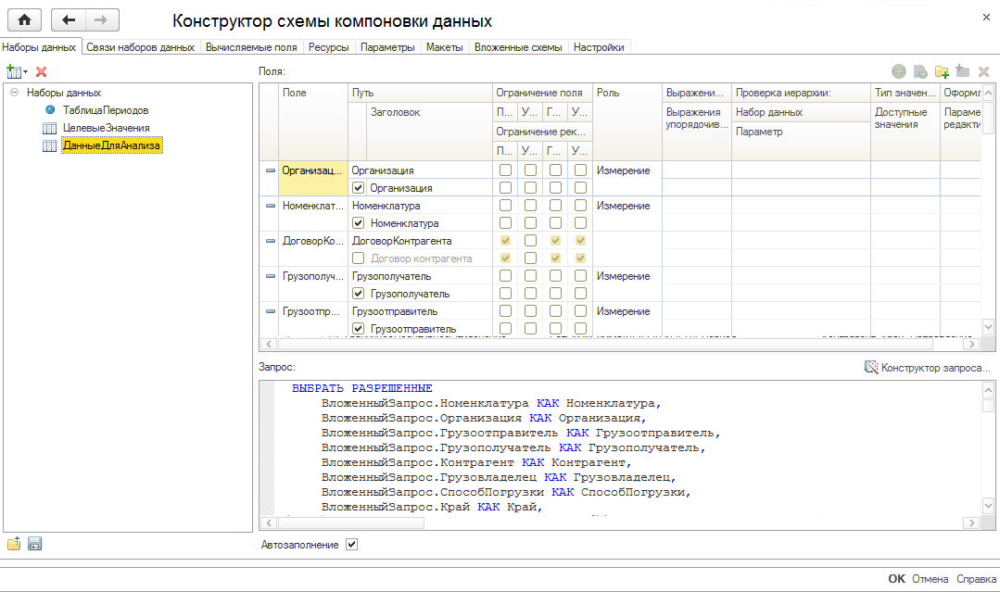 Конструктор схемы компоновки данных
Наборы данных Связи наборов данных Вычисляемые поля Ресурсы Параметры Макеты Вложенные схемы Настройки
Наборы данных
ТаблицаПериодов
ЦелевыеЗначения
ДанныеДляАнализа
Поля:
Поле Путь Ограничение поля Роль Выражени... Проверка иерархии: Тип значен... Оформл
Заголовок П... У... Г... У... Выражения упорядочив... Набор данных Доступные значения Параме редакти
Ограничение рек... Параметр
П... У... Г... У...
Организац... Организация Измерение
Организация
Номенклат... Номенклатура Измерение
Номенклатура
ДоговорКо... ДоговорКонтрагента
Договор контрагента
Грузополуч... Грузополучатель Измерение
Грузополучатель
Грузоотпр... Грузоотправитель Измерение
Грузоотправитель
Запрос:
Конструктор запроса...
ВЫБРАТЬ РАЗРЕШЕННЫЕ
ВложенныйЗапрос.Номенклатура КАК Номенклатура,
ВложенныйЗапрос.Организация КАК Организация,
ВложенныйЗапрос.Грузоотправитель КАК Грузоотправитель,
ВложенныйЗапрос.Грузополучатель КАК Грузополучатель,
ВложенныйЗапрос.Контрагент КАК Контрагент,
ВложенныйЗапрос.Грузовладелец КАК Грузовладелец,
ВложенныйЗапрос.СпособПогрузки КАК СпособПогрузки,
ВложенныйЗапрос.Край КАК Край,
Автозаполнение
ОК Отмена Справка